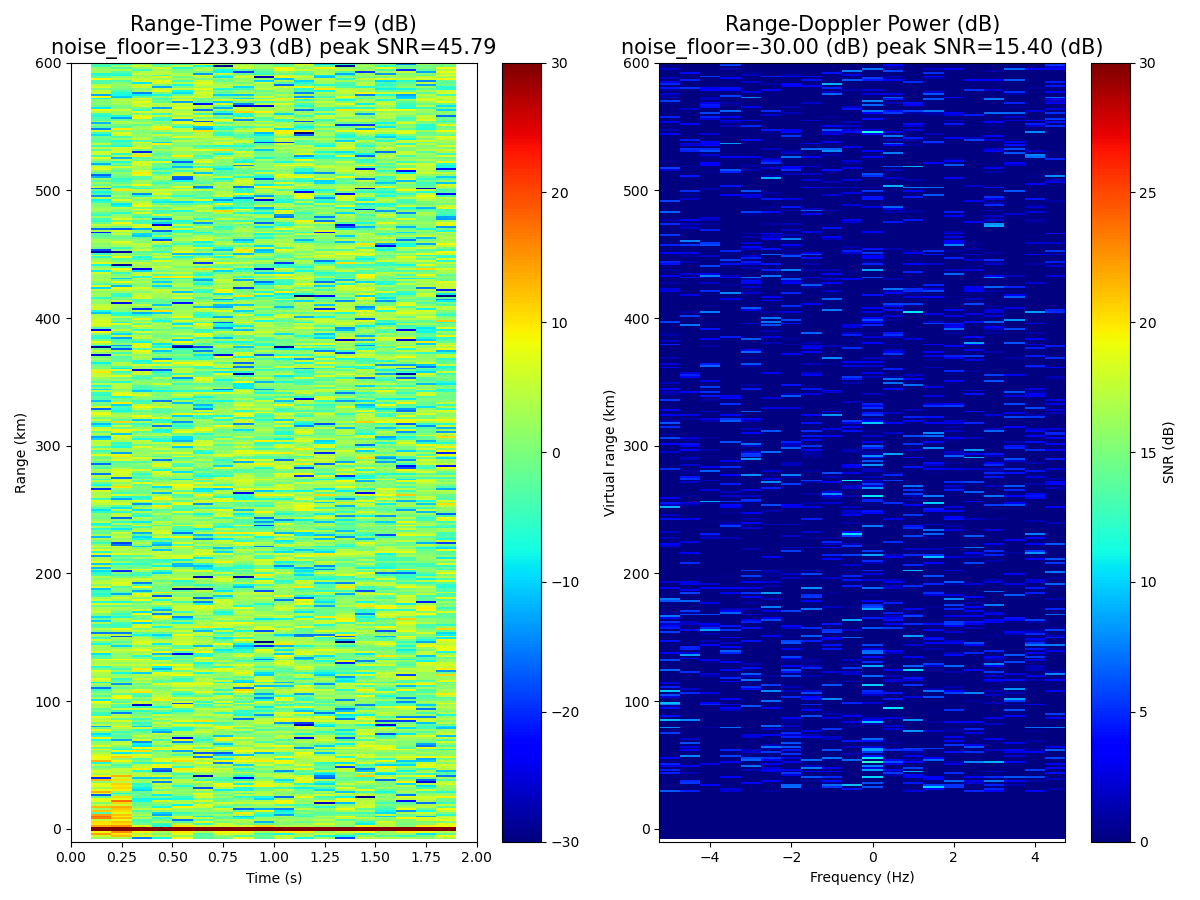 Range-Time Power f=9 (dB)
noise_floor=-123.93 (dB) peak SNR=45.79
Range (km)
600
500
400
300
200
100
0
0.00 0.25 0.50 0.75 1.00 1.25 1.50 1.75 2.00
Time (s)
30
20
10
0
−10
−20
−30
Range-Doppler Power (dB)
noise_floor=-30.00 (dB) peak SNR=15.40 (dB)
Virtual range (km)
600
500
400
300
200
100
0
−4 −2 0 2 4
Frequency (Hz)
30
25
20
15
10
5
0
SNR (dB)